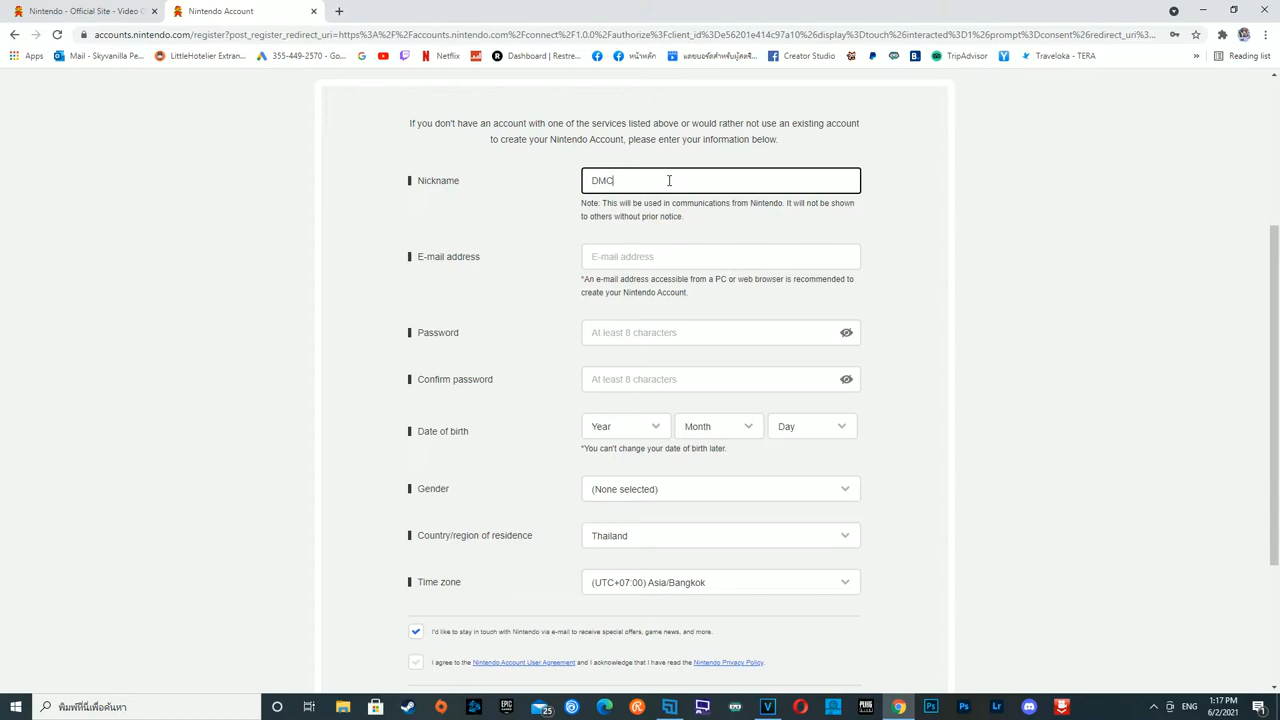 Nintendo - Official Site - Video G
Nintendo Account
accounts.nintendo.com/register?post_register_redirect_uri=https%3A%2F%2Faccounts.nintendo.com%2Fconnect%2F1.0.0%2Fauthorize%3Fclient_id%3De56201e414c97a10%26display%3Dtouch%26interacted%3D1%26prompt%3Dconsent%26redirect_uri%3...
Apps
Mail - Skyvanilla P...
LittleHotelier Extran...
355-449-2570 - Go...
Netflix
Dashboard | Restre...
หน้าหลัก
Creator Studio
TripAdvisor
Traveloka - TERA
Reading list
If you don't have an account with one of the services listed above or would rather not use an existing account
to create your Nintendo Account, please enter your information below.
Nickname
DMC
Note: This will be used in communications from Nintendo. It will not be shown
to others without prior notice.
E-mail address
E-mail address
*An e-mail address accessible from a PC or web browser is recommended to
create your Nintendo Account.
Password
At least 8 characters
Confirm password
At least 8 characters
Date of birth
Year Month Day
*You can't change your date of birth later.
Gender
(None selected)
Country/region of residence
Thailand
Time zone
(UTC+07:00) Asia/Bangkok
I'd like to stay in touch with Nintendo via e-mail to receive special offers, game news, and more.
I agree to the Nintendo Account User Agreement and I acknowledge that I have read the Nintendo Privacy Policy.
พิมพ์ที่นี่เพื่อค้นหา
ENG
1:17 PM
6/2/2021